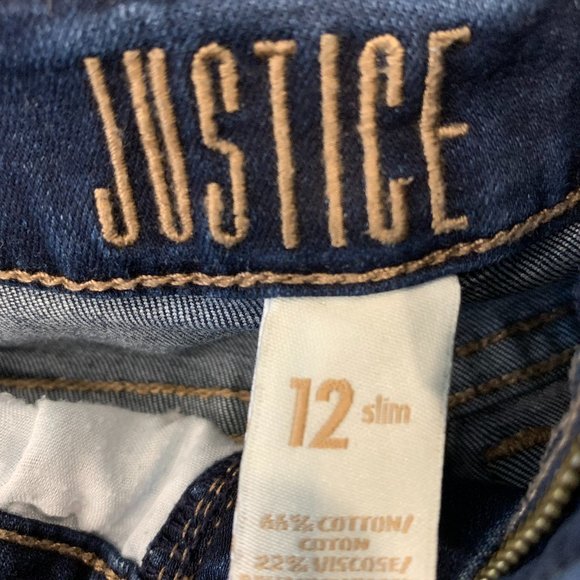 JUSTICE
12 slim
66% COTTON/
COTON
22% VISCOSE/